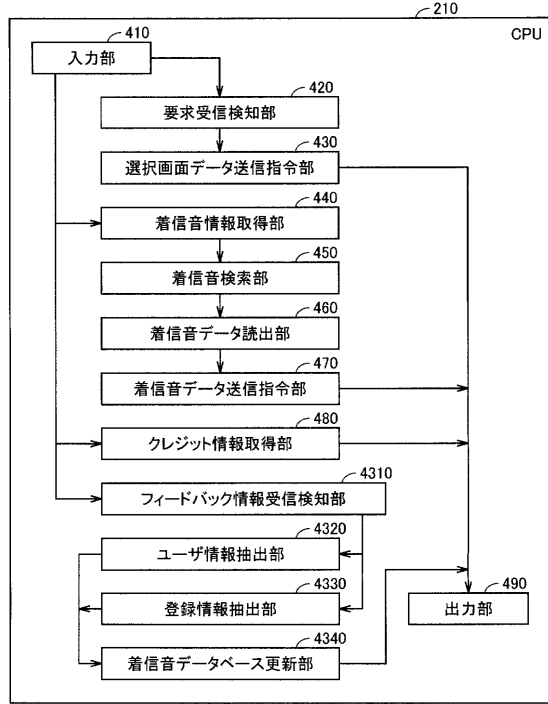 210
CPU
410
入力部
420
要求受信検知部
430
選択画面データ送信指令部
440
着信音情報取得部
450
着信音検索部
460
着信音データ読出部
470
着信音データ送信指令部
480
クレジット情報取得部
4310
フィードバック情報受信検知部
4320
ユーザ情報抽出部
4330
登録情報抽出部
490
出力部
4340
着信音データベース更新部